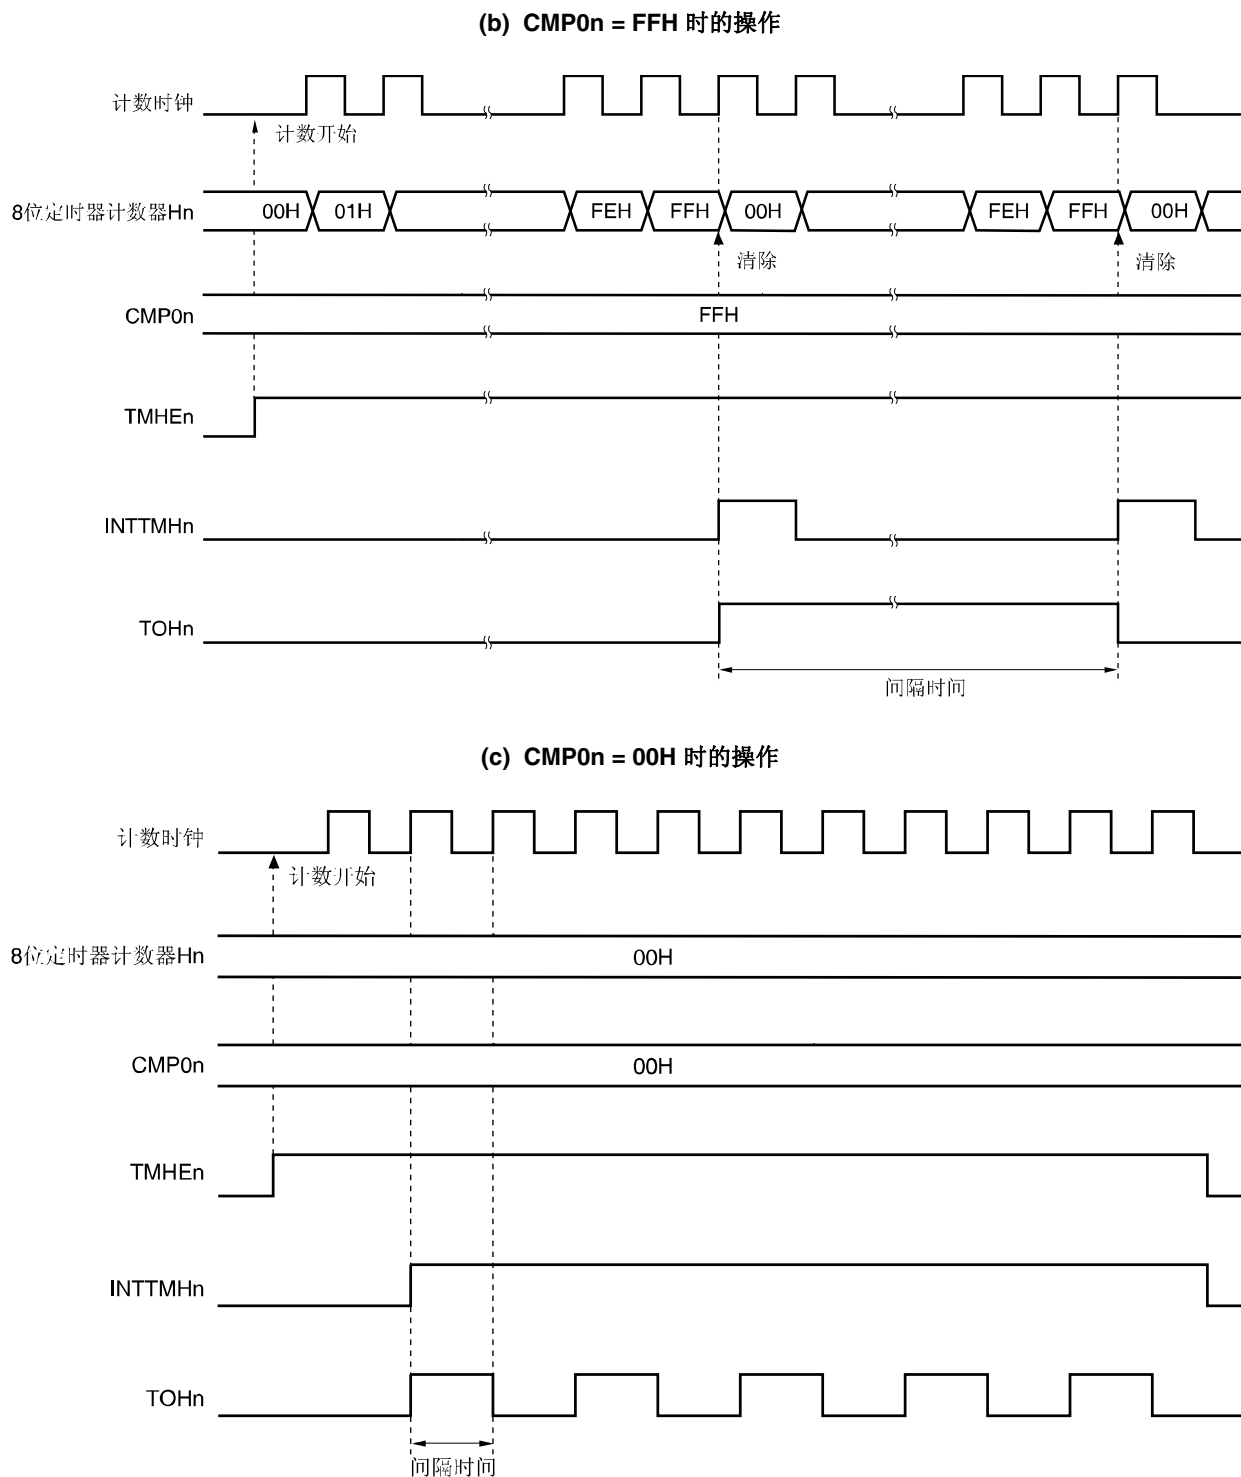 (b) CMP0n = FFH 时的操作
计数时钟
计数开始
8位定时器计数器Hn
00H 01H FEH FFH 00H FEH FFH 00H
清除 清除
CMP0n
FFH
TMHEn
INTTMHn
TOHn
间隔时间
(c) CMP0n = 00H 时的操作
计数时钟
计数开始
8位定时器计数器Hn
00H
CMP0n
00H
TMHEn
INTTMHn
TOHn
间隔时间